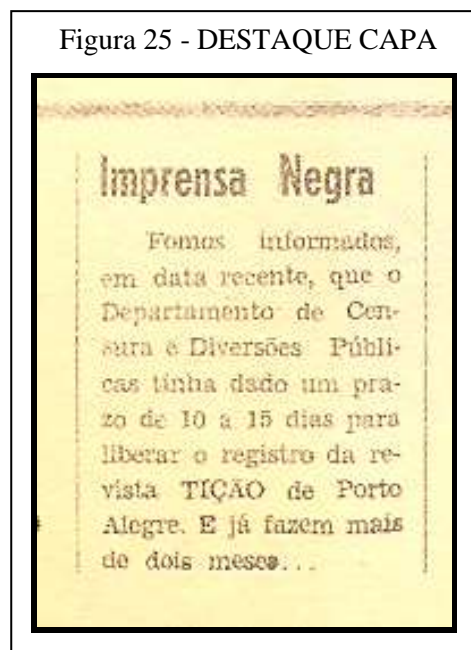 Figura 25 - DESTAQUE CAPA
Imprensa Negra
Fomos informados,
em data recente, que o
Departamento de Cen-
sura e Diversões Públi-
cas tinha dado um pra-
zo de 10 a 15 dias para
liberar o registro da re-
vista TIÇÃO de Porto
Alegre. E já fazem mais
de dois meses...